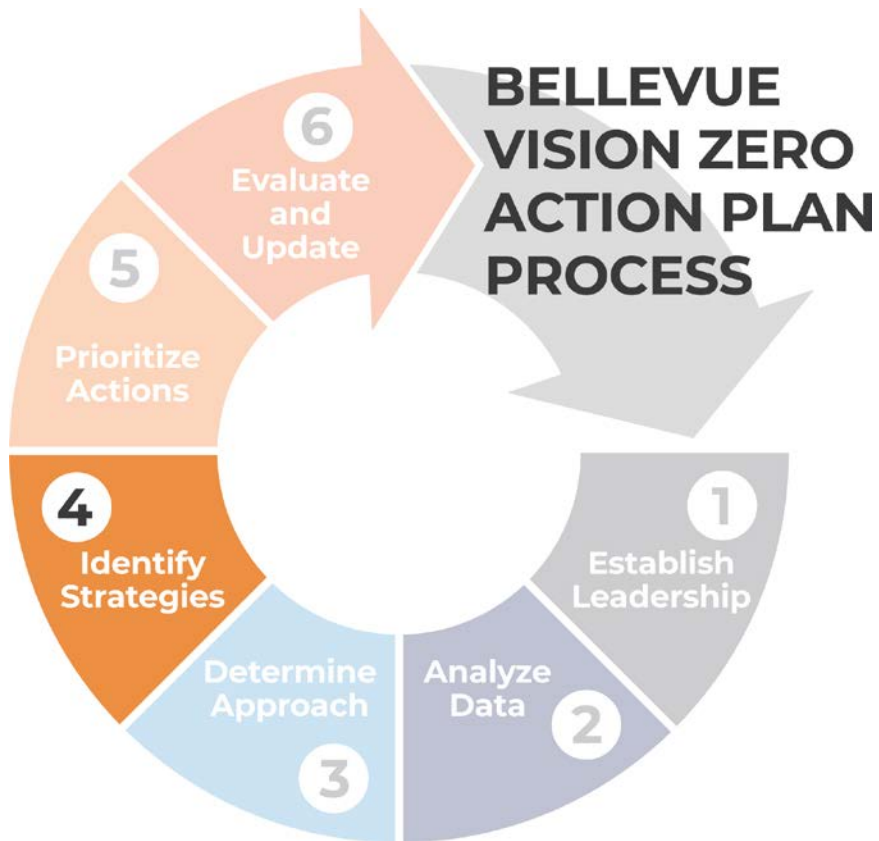 BELLEVUE
VISION ZERO
ACTION PLAN
PROCESS
1
Establish
Leadership
2
Analyze
Data
3
Determine
Approach
4
Identify
Strategies
5
Prioritize
Actions
6
Evaluate
and
Update